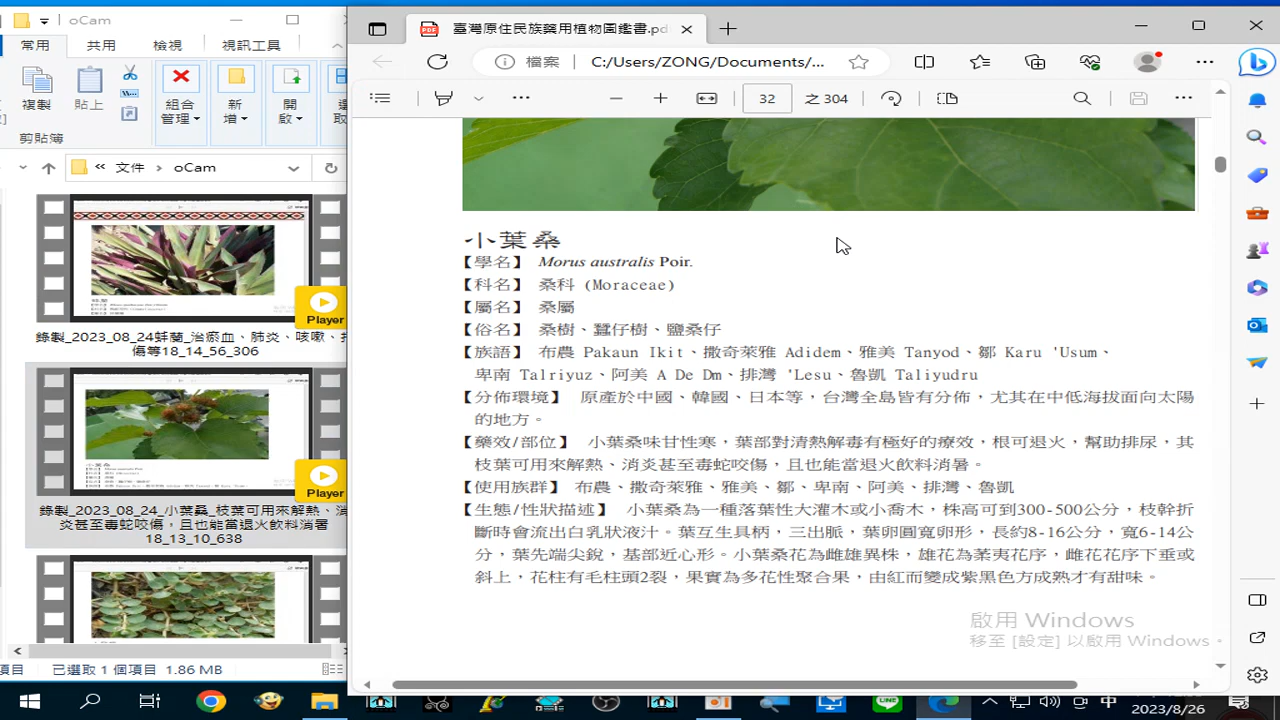 oCam
常用 共用 檢視 視訊工具
複製 貼上 組合管理 新增 開啟
剪貼簿
« 文件 › oCam
Player
錄製_2023_08_24蚌蘭_治瘀血、肺炎、咳嗽、
傷等18_14_56_306
Player
錄製_2023_08_24_小葉桑_枝葉可用來解熱、消
炎甚至毒蛇咬傷，且也能當退火飲料消暑
18_13_10_638
項目 已選取 1 個項目 1.86 MB
臺灣原住民族藥用植物圖鑑書.pd
檔案 C:/Users/ZONG/Documents/...
32 之 304
小葉桑
【學名】 Morus australis Poir.
【科名】 桑科 (Moraceae)
【屬名】 桑屬
【俗名】 桑樹、蠶仔樹、鹽桑仔
【族語】 布農 Pakaun Ikit、撒奇萊雅 Adidem、雅美 Tanyod、鄒 Karu 'Usum、
卑南 Talriyuz、阿美 A De Dm、排灣 'Lesu、魯凱 Taliyudru
【分佈環境】 原產於中國、韓國、日本等，台灣全島皆有分佈，尤其在中低海拔面向太陽
的地方。
【藥效/部位】 小葉桑味甘性寒，葉部對清熱解毒有極好的療效，根可退火，幫助排尿，其
枝葉可用來解熱、消炎甚至毒蛇咬傷，且也能當退火飲料消暑。
【使用族群】 布農、撒奇萊雅、雅美、鄒、卑南、阿美、排灣、魯凱
【生態/性狀描述】 小葉桑為一種落葉性大灌木或小喬木，株高可到300-500公分，枝幹折
斷時會流出白乳狀液汁。葉互生具柄，三出脈，葉卵圓寬卵形，長約8-16公分，寬6-14公
分，葉先端尖銳，基部近心形。小葉桑花為雌雄異株，雄花為葇荑花序，雌花花序下垂或
斜上，花柱有毛柱頭2裂，果實為多花性聚合果，由紅而變成紫黑色方成熟才有甜味。
啟用 Windows
移至 [設定] 以啟用 Windows。
中
2023/8/26